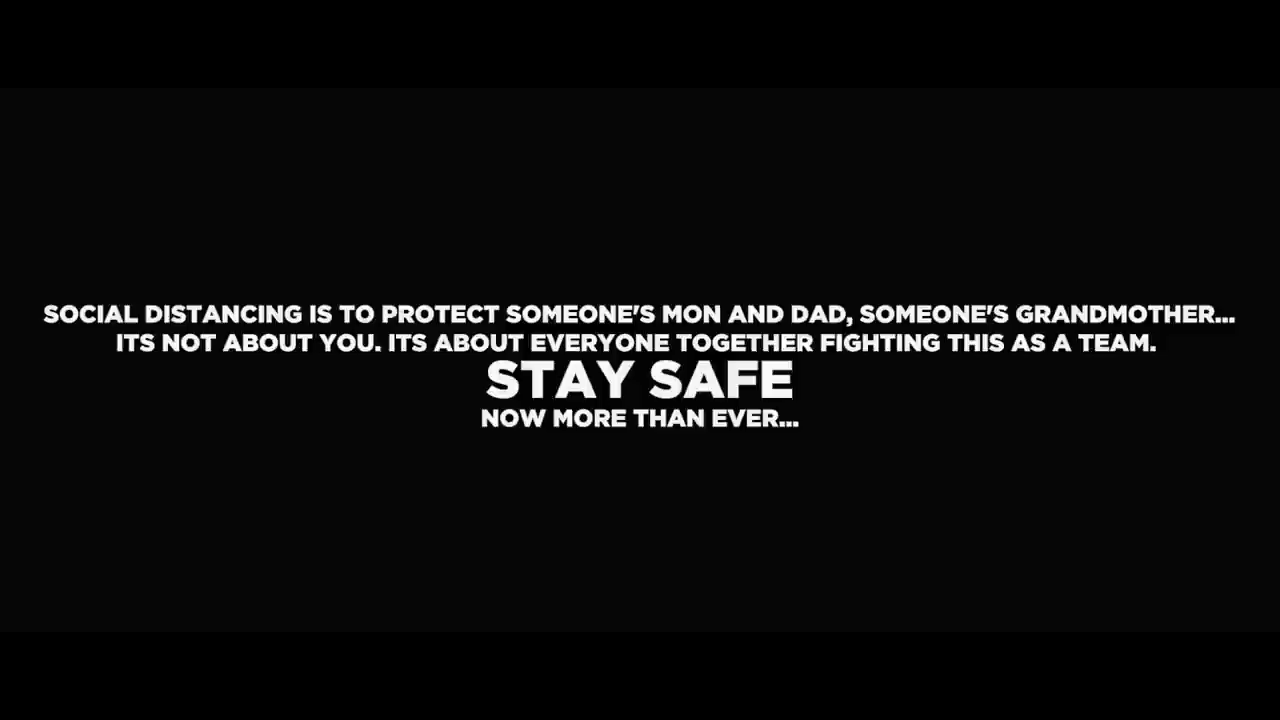 SOCIAL DISTANCING IS TO PROTECT SOMEONE'S MON AND DAD, SOMEONE'S GRANDMOTHER...
ITS NOT ABOUT YOU. ITS ABOUT EVERYONE TOGETHER FIGHTING THIS AS A TEAM.
STAY SAFE
NOW MORE THAN EVER...